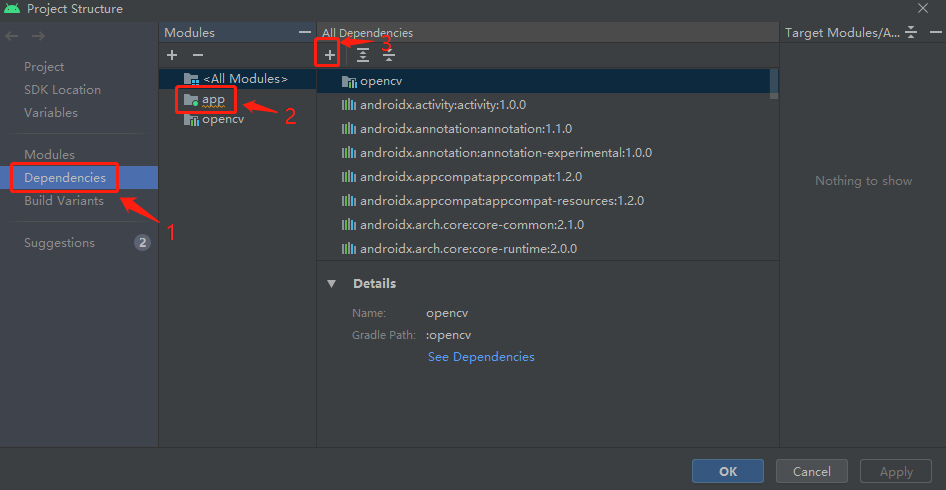 Project Structure
Project
SDK Location
Variables
Modules
Dependencies
Build Variants
Suggestions 2
1
Modules
<All Modules>
app
opencv
2
All Dependencies
3
opencv
androidx.activity:activity:1.0.0
androidx.annotation:annotation:1.1.0
androidx.annotation:annotation-experimental:1.0.0
androidx.appcompat:appcompat:1.2.0
androidx.appcompat:appcompat-resources:1.2.0
androidx.arch.core:core-common:2.1.0
androidx.arch.core:core-runtime:2.0.0
Details
Name: opencv
Gradle Path: :opencv
See Dependencies
Target Modules/A...
Nothing to show
OK
Cancel
Apply